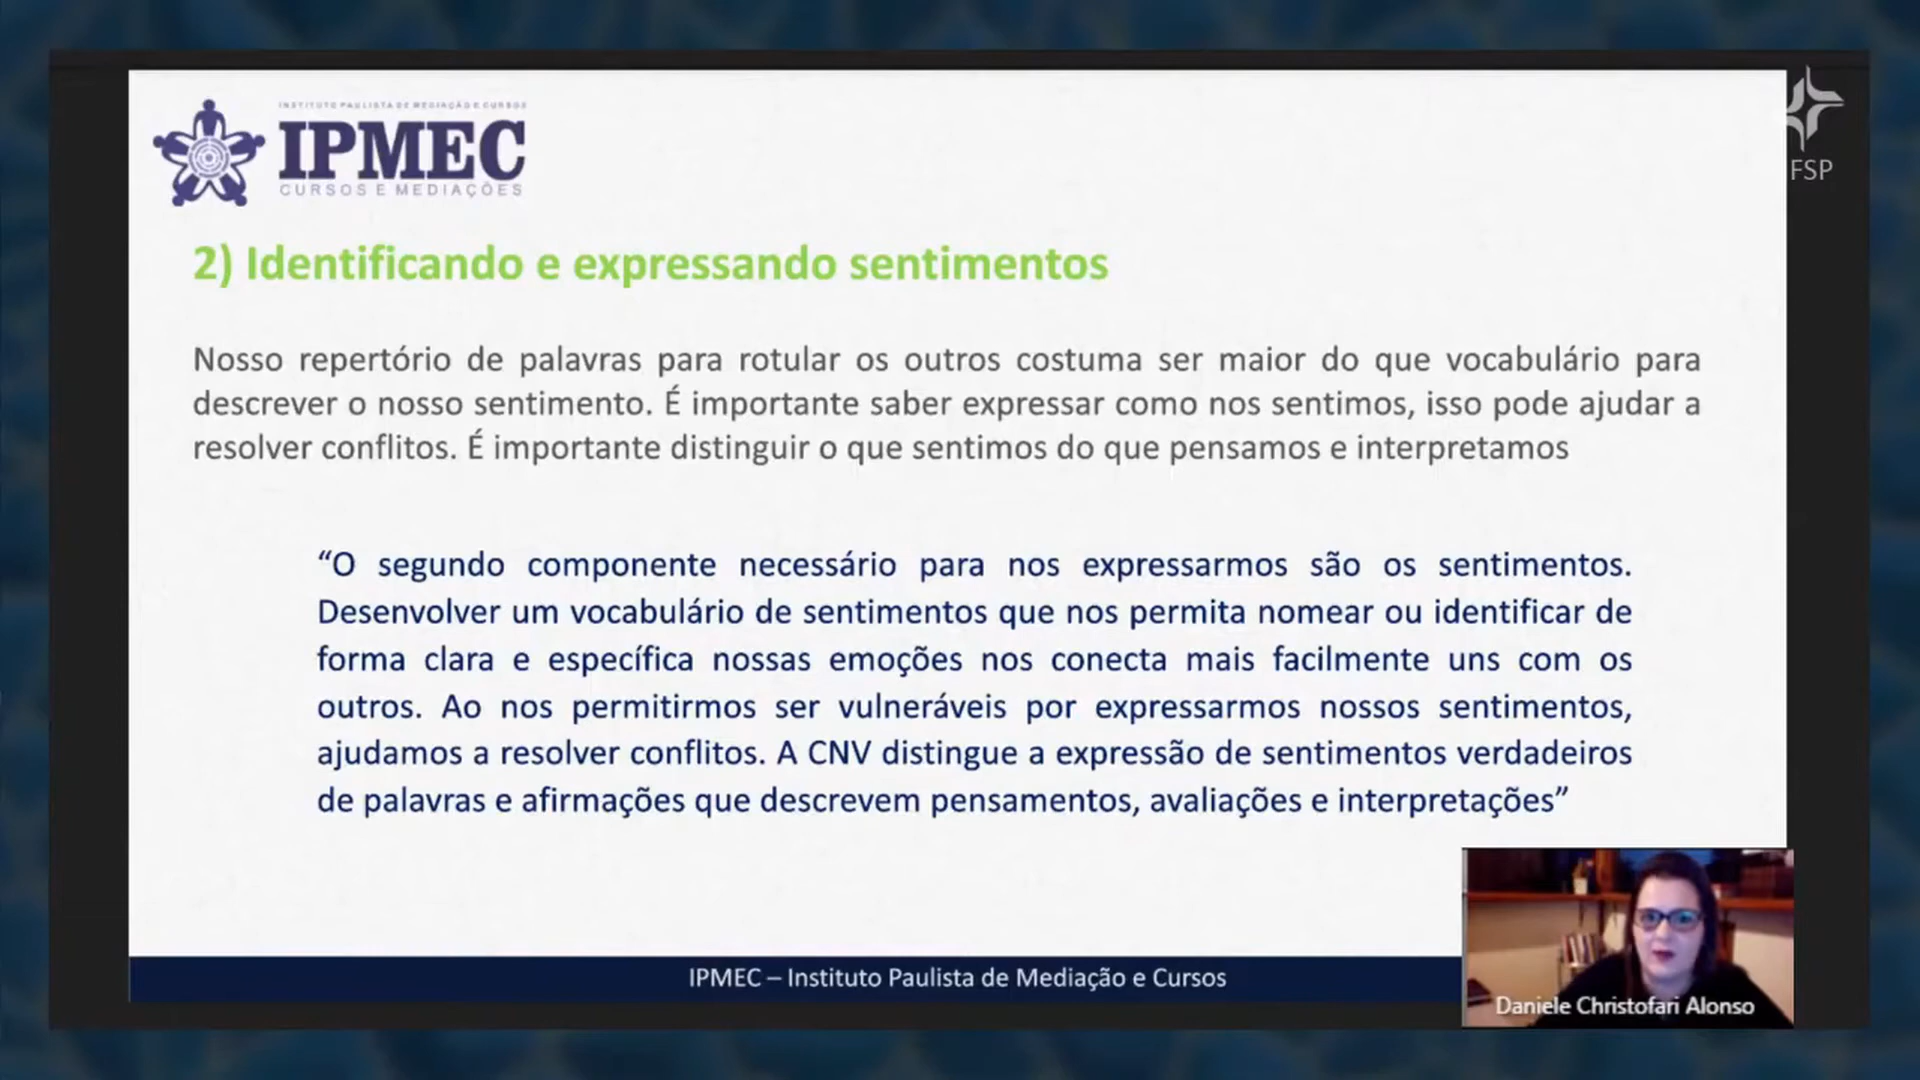 INSTITUTO PAULISTA DE MEDIAÇÃO E CURSOS
IPMEC
CURSOS E MEDIAÇÕES
FSP
2) Identificando e expressando sentimentos
Nosso repertório de palavras para rotular os outros costuma ser maior do que vocabulário para
descrever o nosso sentimento. É importante saber expressar como nos sentimos, isso pode ajudar a
resolver conflitos. É importante distinguir o que sentimos do que pensamos e interpretamos
“O segundo componente necessário para nos expressarmos são os sentimentos.
Desenvolver um vocabulário de sentimentos que nos permita nomear ou identificar de
forma clara e específica nossas emoções nos conecta mais facilmente uns com os
outros. Ao nos permitirmos ser vulneráveis por expressarmos nossos sentimentos,
ajudamos a resolver conflitos. A CNV distingue a expressão de sentimentos verdadeiros
de palavras e afirmações que descrevem pensamentos, avaliações e interpretações”
IPMEC – Instituto Paulista de Mediação e Cursos
Daniele Christofari Alonso